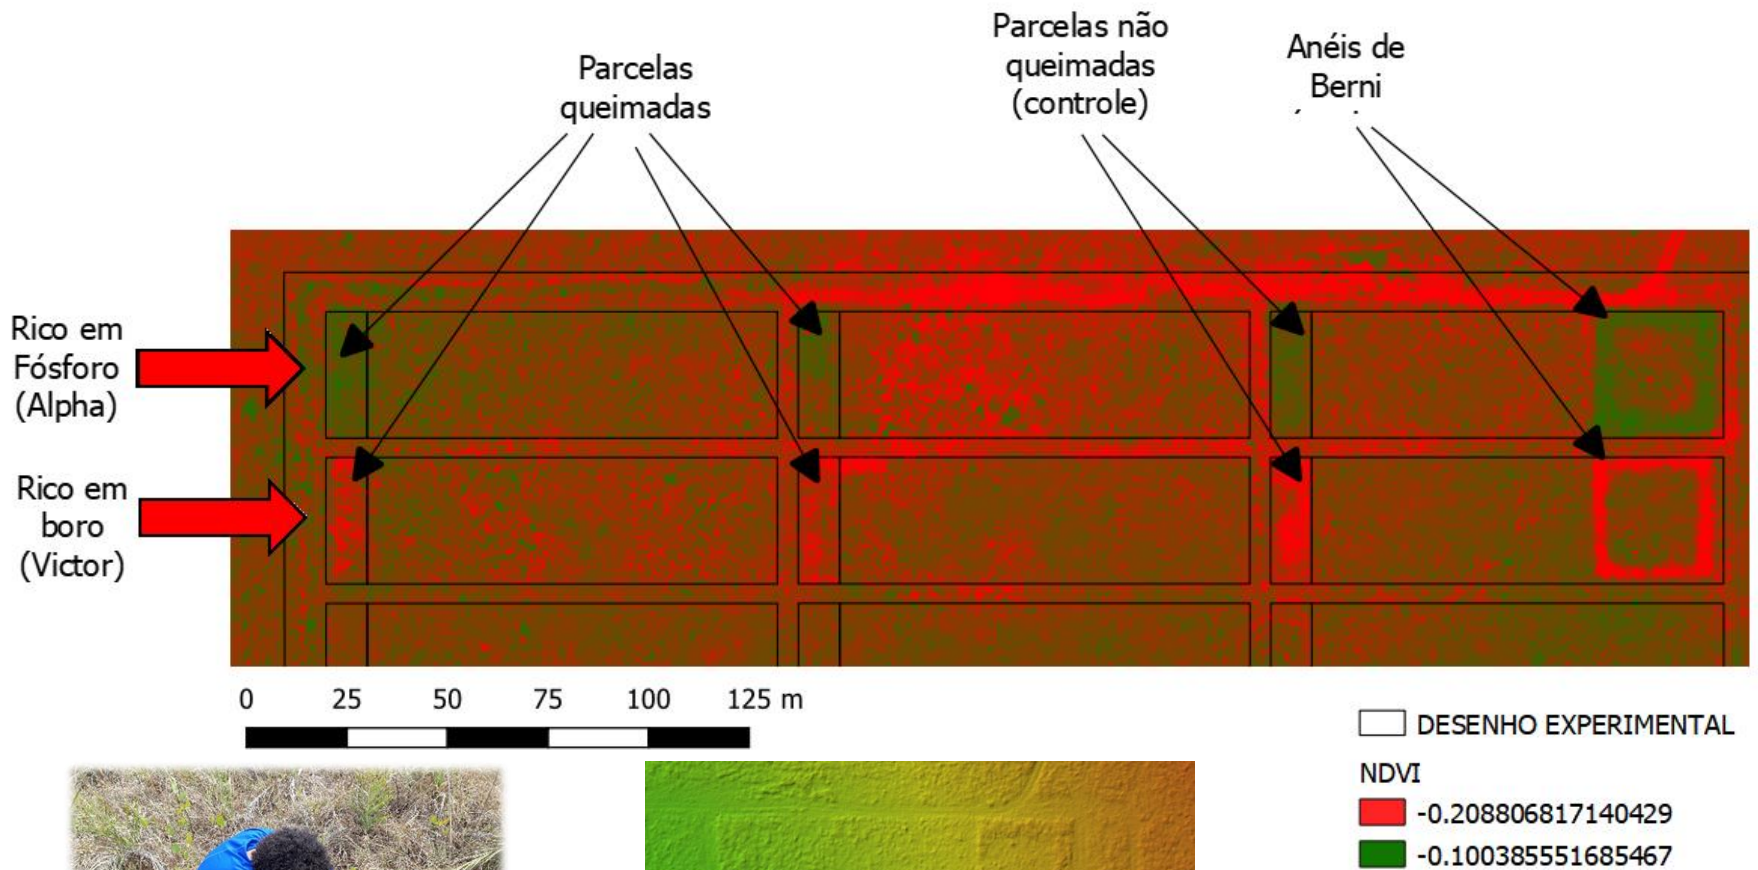 Parcelas
queimadas
Parcelas não
queimadas
(controle)
Anéis de
Berni
Rico em
Fósforo
(Alpha)
Rico em
boro
(Victor)
0 25 50 75 100 125 m
DESENHO EXPERIMENTAL
NDVI
-0.208806817140429
-0.100385551685467